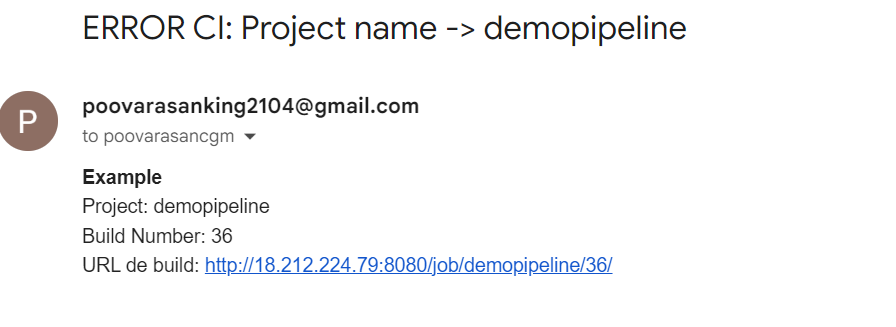 ERROR CI: Project name -> demopipeline
P
poovarasanking2104@gmail.com
to poovarasancgm
Example
Project: demopipeline
Build Number: 36
URL de build: http://18.212.224.79:8080/job/demopipeline/36/